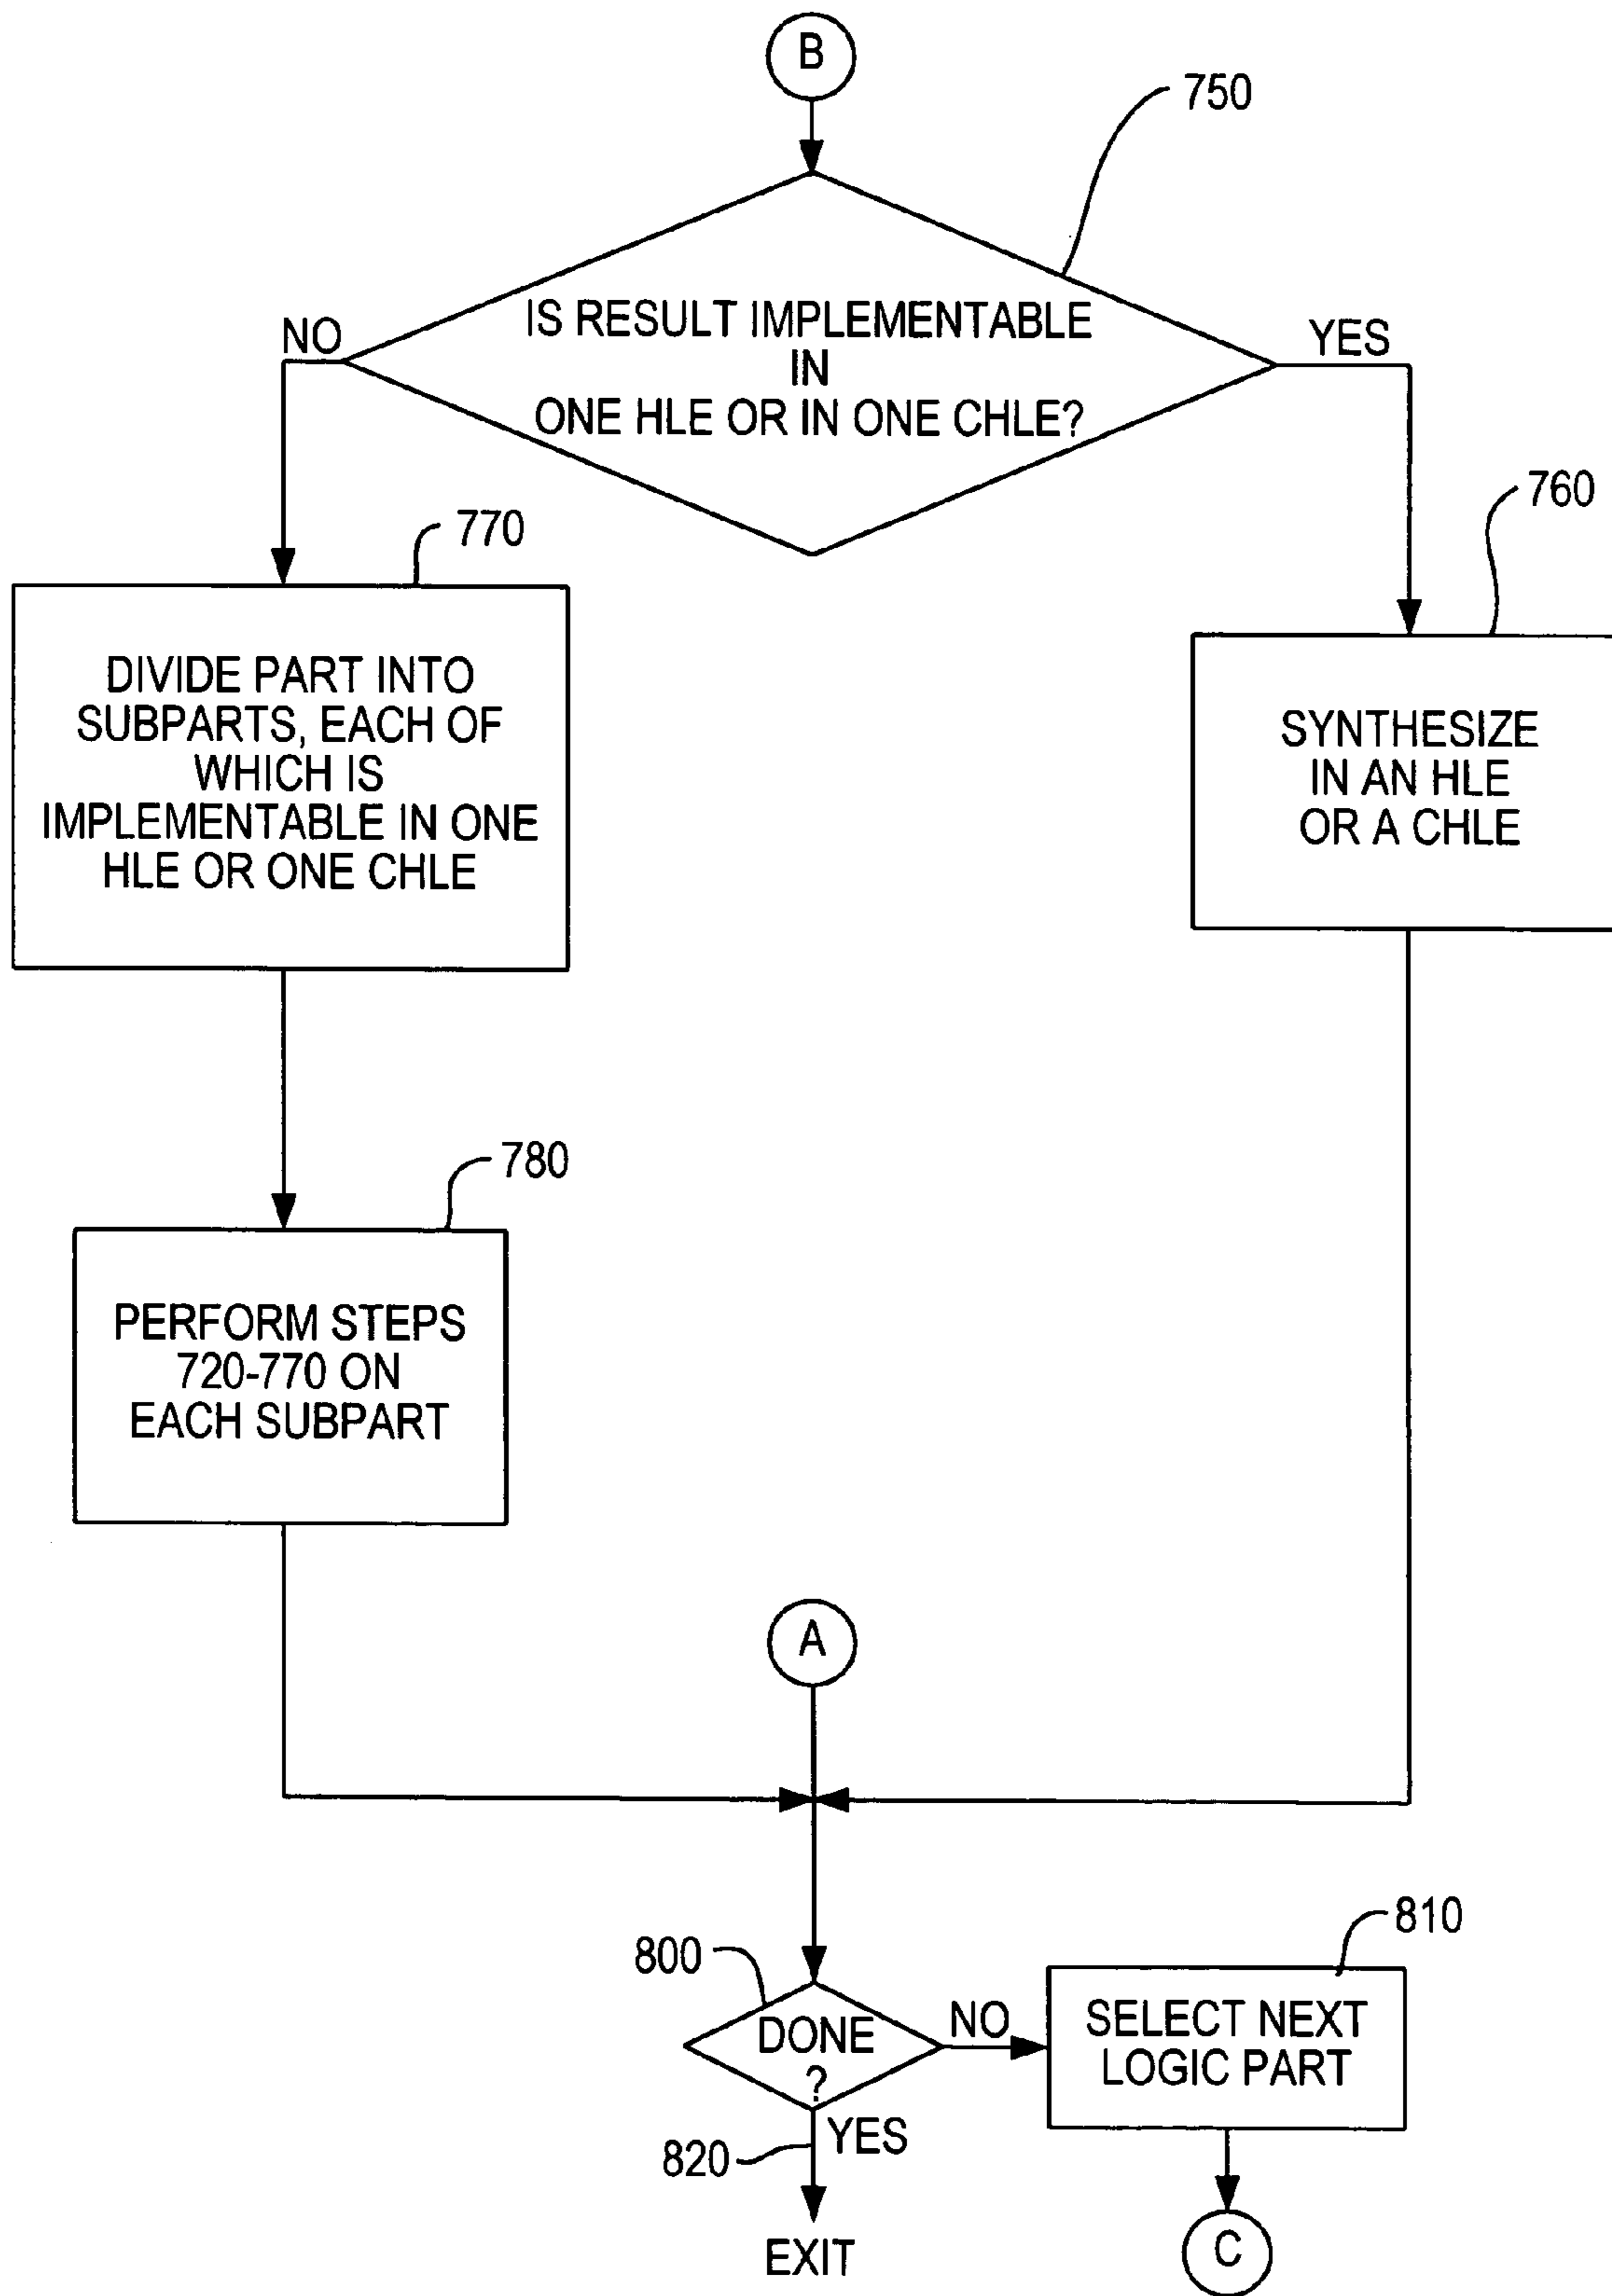 B
750
IS RESULT IMPLEMENTABLE
IN
ONE HLE OR IN ONE CHLE?
NO
YES
770
760
DIVIDE PART INTO
SUBPARTS, EACH OF
WHICH IS
IMPLEMENTABLE IN ONE
HLE OR ONE CHLE
SYNTHESIZE
IN AN HLE
OR A CHLE
780
PERFORM STEPS
720-770 ON
EACH SUBPART
A
800
DONE
?
NO
810
SELECT NEXT
LOGIC PART
820
YES
EXIT
C